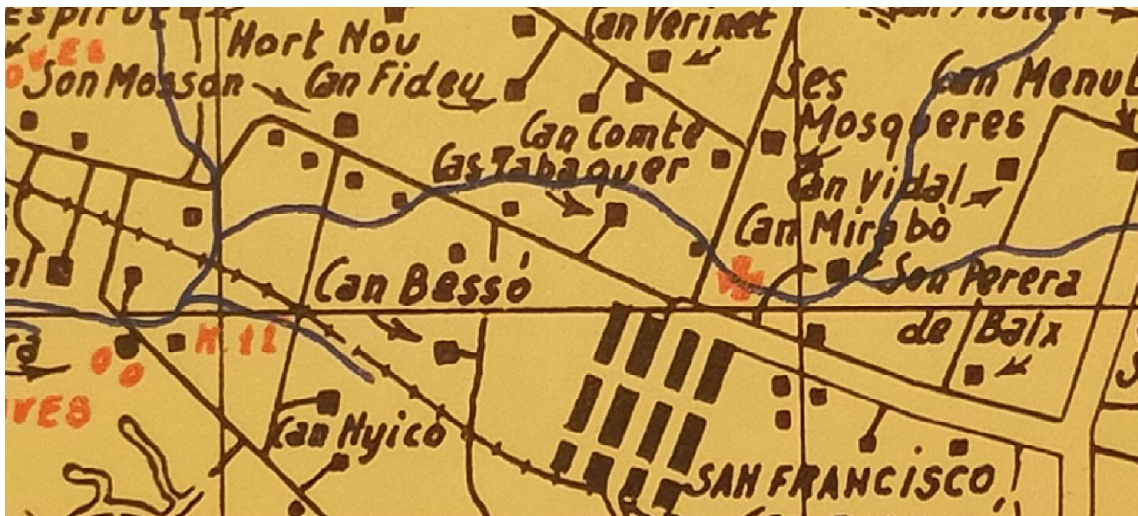 Can Verinet
Hort Nou
Son Mosson
Can Fideu
Ses
Mosqueres
Can Menut
Can Comte
Cas Tabaquer
Can Vidal
Can Mirabò
Can Bessó
Son Perera
de Baix
H.11
Can Nyico
SAN FRANCISCO